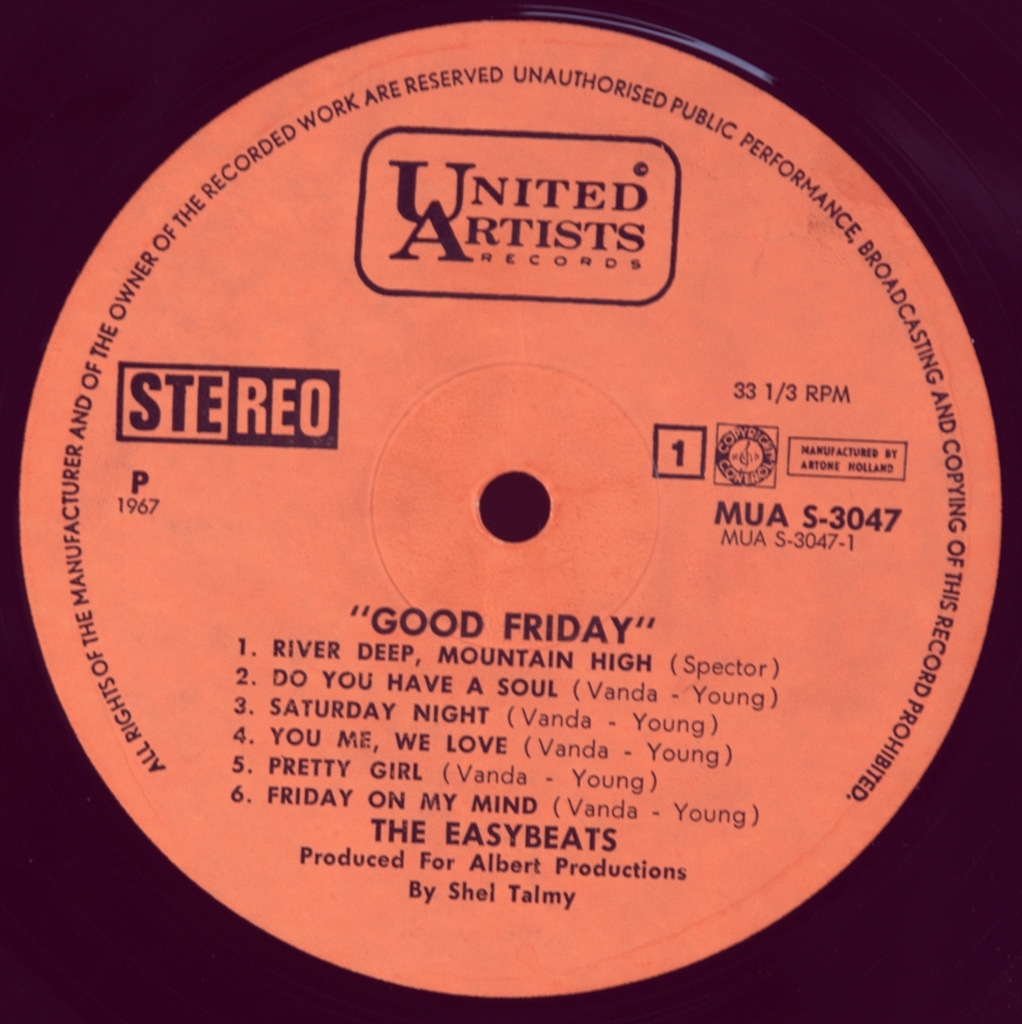 ALL RIGHTS OF THE MANUFACTURER AND OF THE OWNER OF THE RECORDED WORK ARE RESERVED UNAUTHORISED PUBLIC PERFORMANCE, BROADCASTING AND COPYING OF THIS RECORD PROHIBITED.
©
UNITED
ARTISTS
RECORDS
STEREO
P
1967
33 1/3 RPM
1
COPYRIGHT
CONTROL
MANUFACTURED BY
ARTONE HOLLAND
MUA S-3047
MUA S-3047-1
"GOOD FRIDAY"
1. RIVER DEEP, MOUNTAIN HIGH (Spector)
2. DO YOU HAVE A SOUL (Vanda - Young)
3. SATURDAY NIGHT (Vanda - Young)
4. YOU ME, WE LOVE (Vanda - Young)
5. PRETTY GIRL (Vanda - Young)
6. FRIDAY ON MY MIND (Vanda - Young)
THE EASYBEATS
Produced For Albert Productions
By Shel Talmy